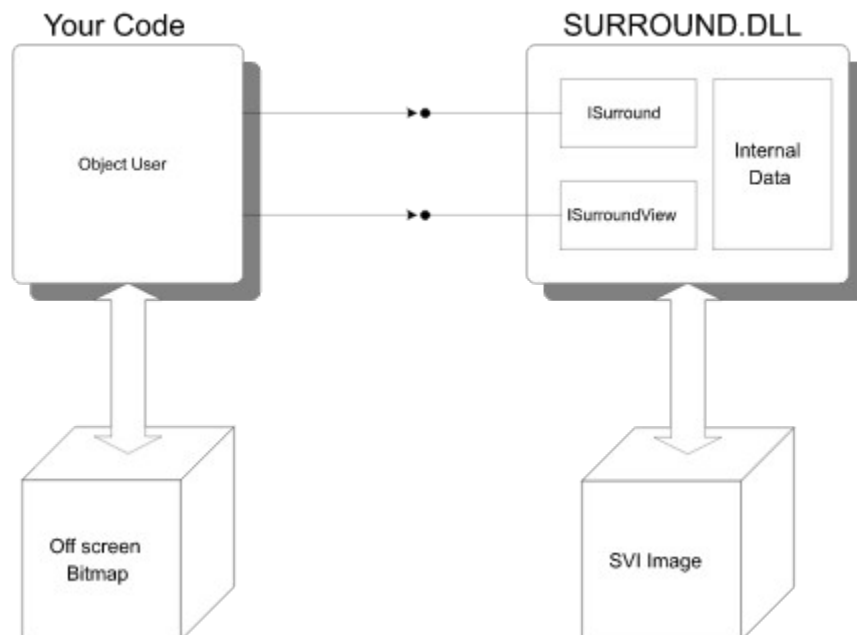 Your Code
SURROUND.DLL
Object User
ISurround
ISurroundView
Internal
Data
Off screen
Bitmap
SVI Image